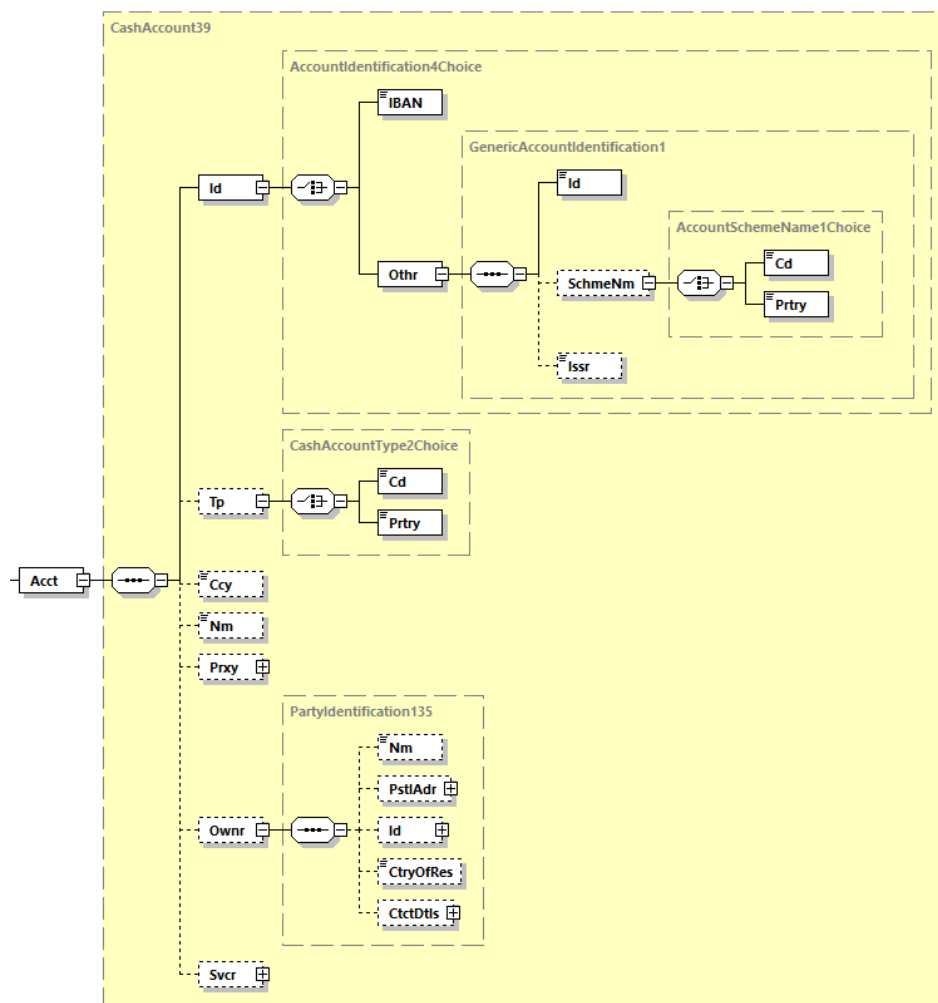 CashAccount39
AccountIdentification4Choice
IBAN
GenericAccountIdentification1
Id
Id
AccountSchemeName1Choice
Cd
Othr
SchmeNm
Prtry
Issr
CashAccountType2Choice
Cd
Tp
Prtry
Acct
Ccy
Nm
Prxy
PartyIdentification135
Nm
PstlAdr
Ownr
Id
CtryOfRes
CtctDtls
Svcr